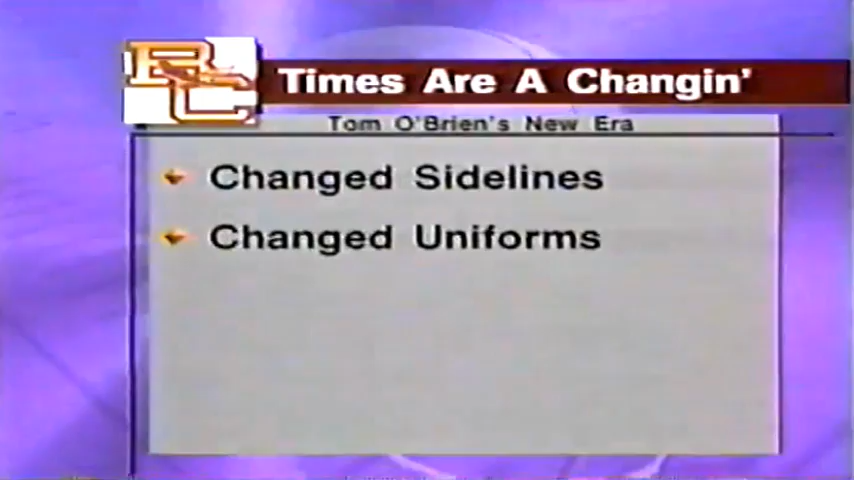 BC
Times Are A Changin'
Tom O'Brien's New Era
Changed Sidelines
Changed Uniforms